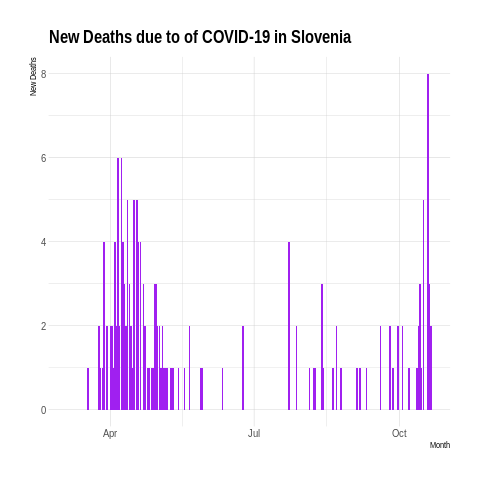 New Deaths due to of COVID-19 in Slovenia
New Deaths
8
6
4
2
0
Apr
Jul
Oct
Month